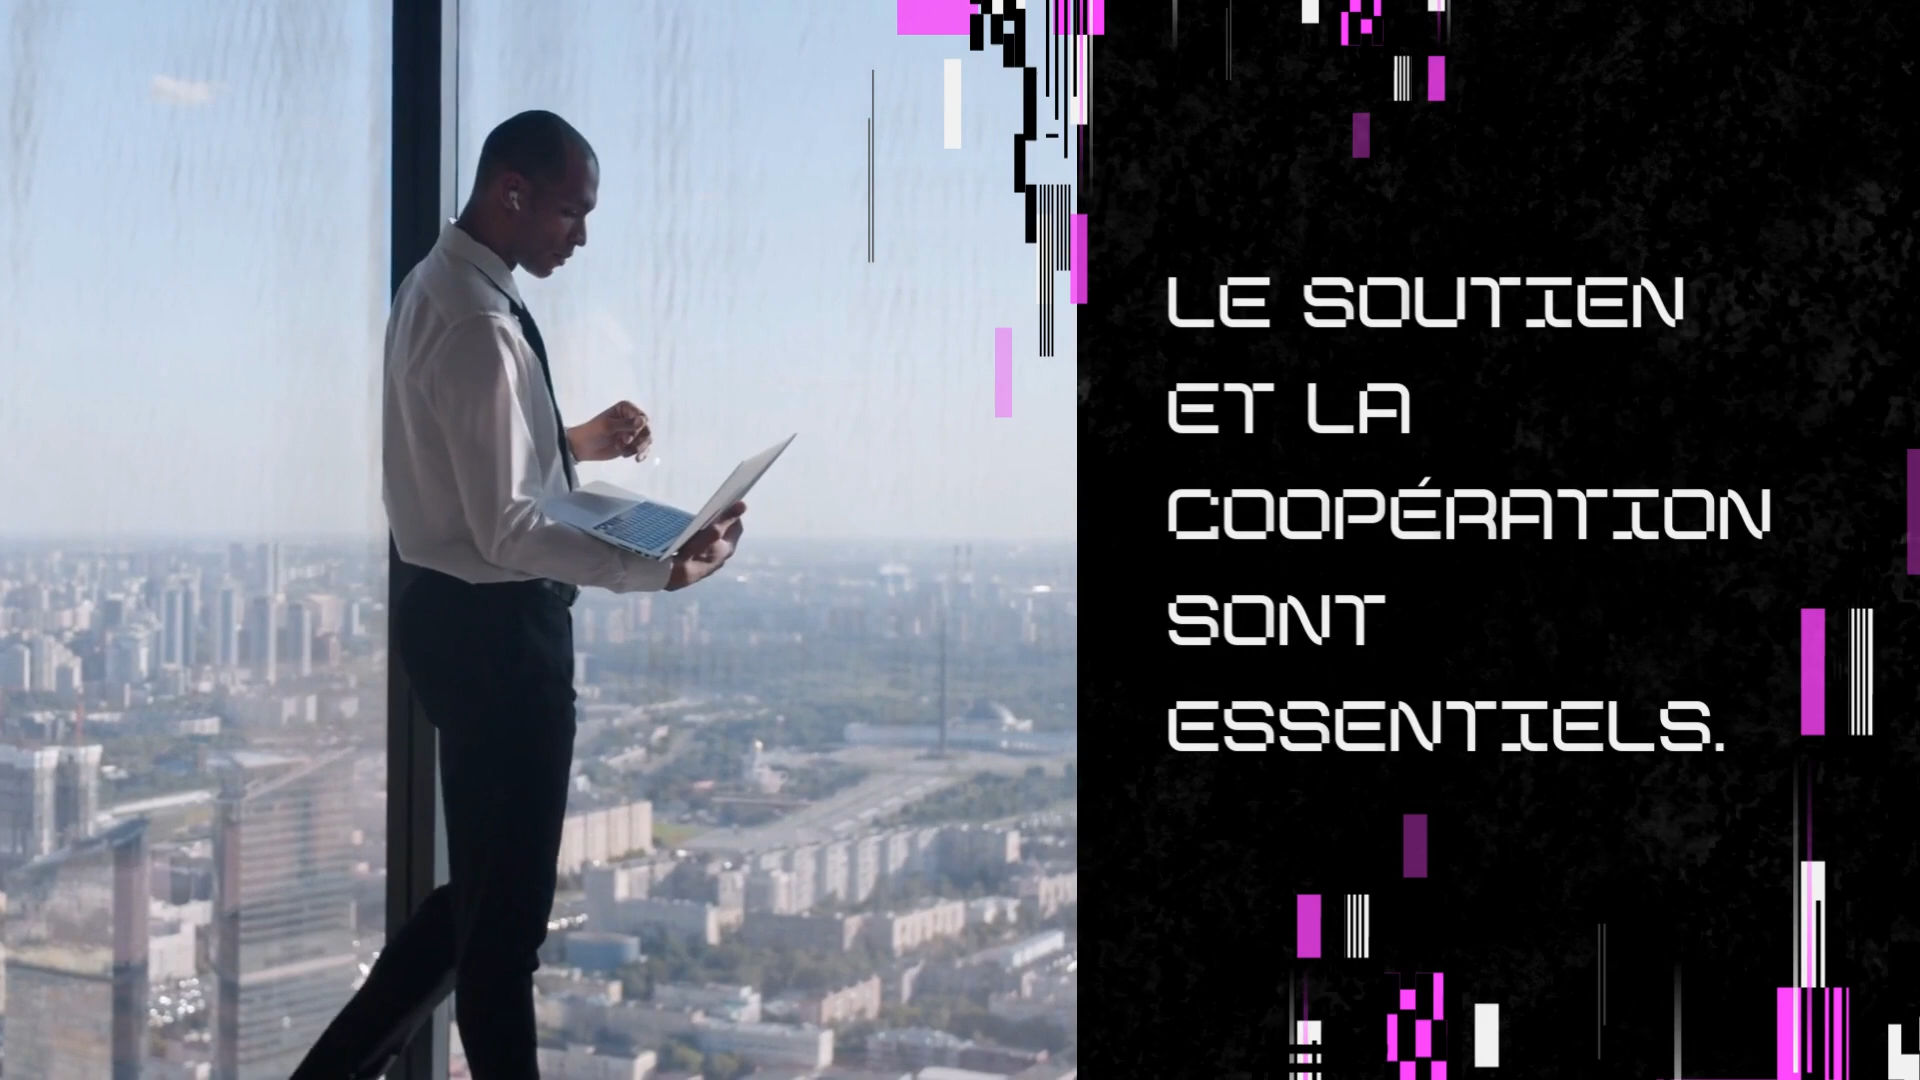 LE SOUTIEN
ET LA
COOPÉRATION
SONT
ESSENTIELS.